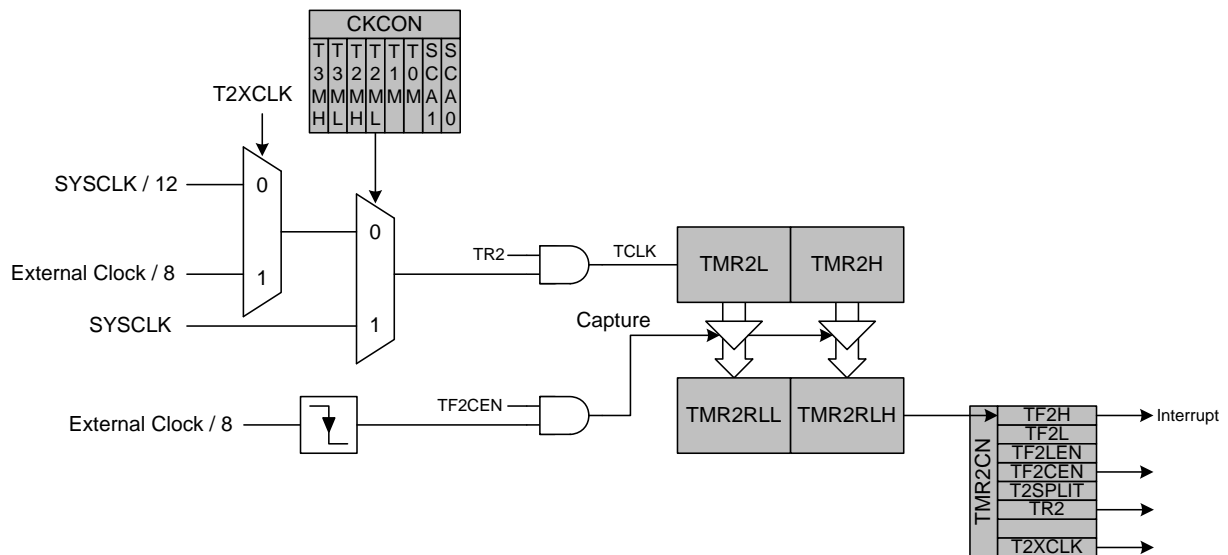 CKCON
T3MH
T3ML
T2MH
T2ML
T1M
T0M
SCA1
SCA0
T2XCLK
SYSCLK / 12
0
External Clock / 8
1
0
SYSCLK
1
TR2
TCLK
TMR2L
TMR2H
Capture
External Clock / 8
TF2CEN
TMR2RLL
TMR2RLH
TMR2CN
TF2H
Interrupt
TF2L
TF2LEN
TF2CEN
T2SPLIT
TR2
T2XCLK